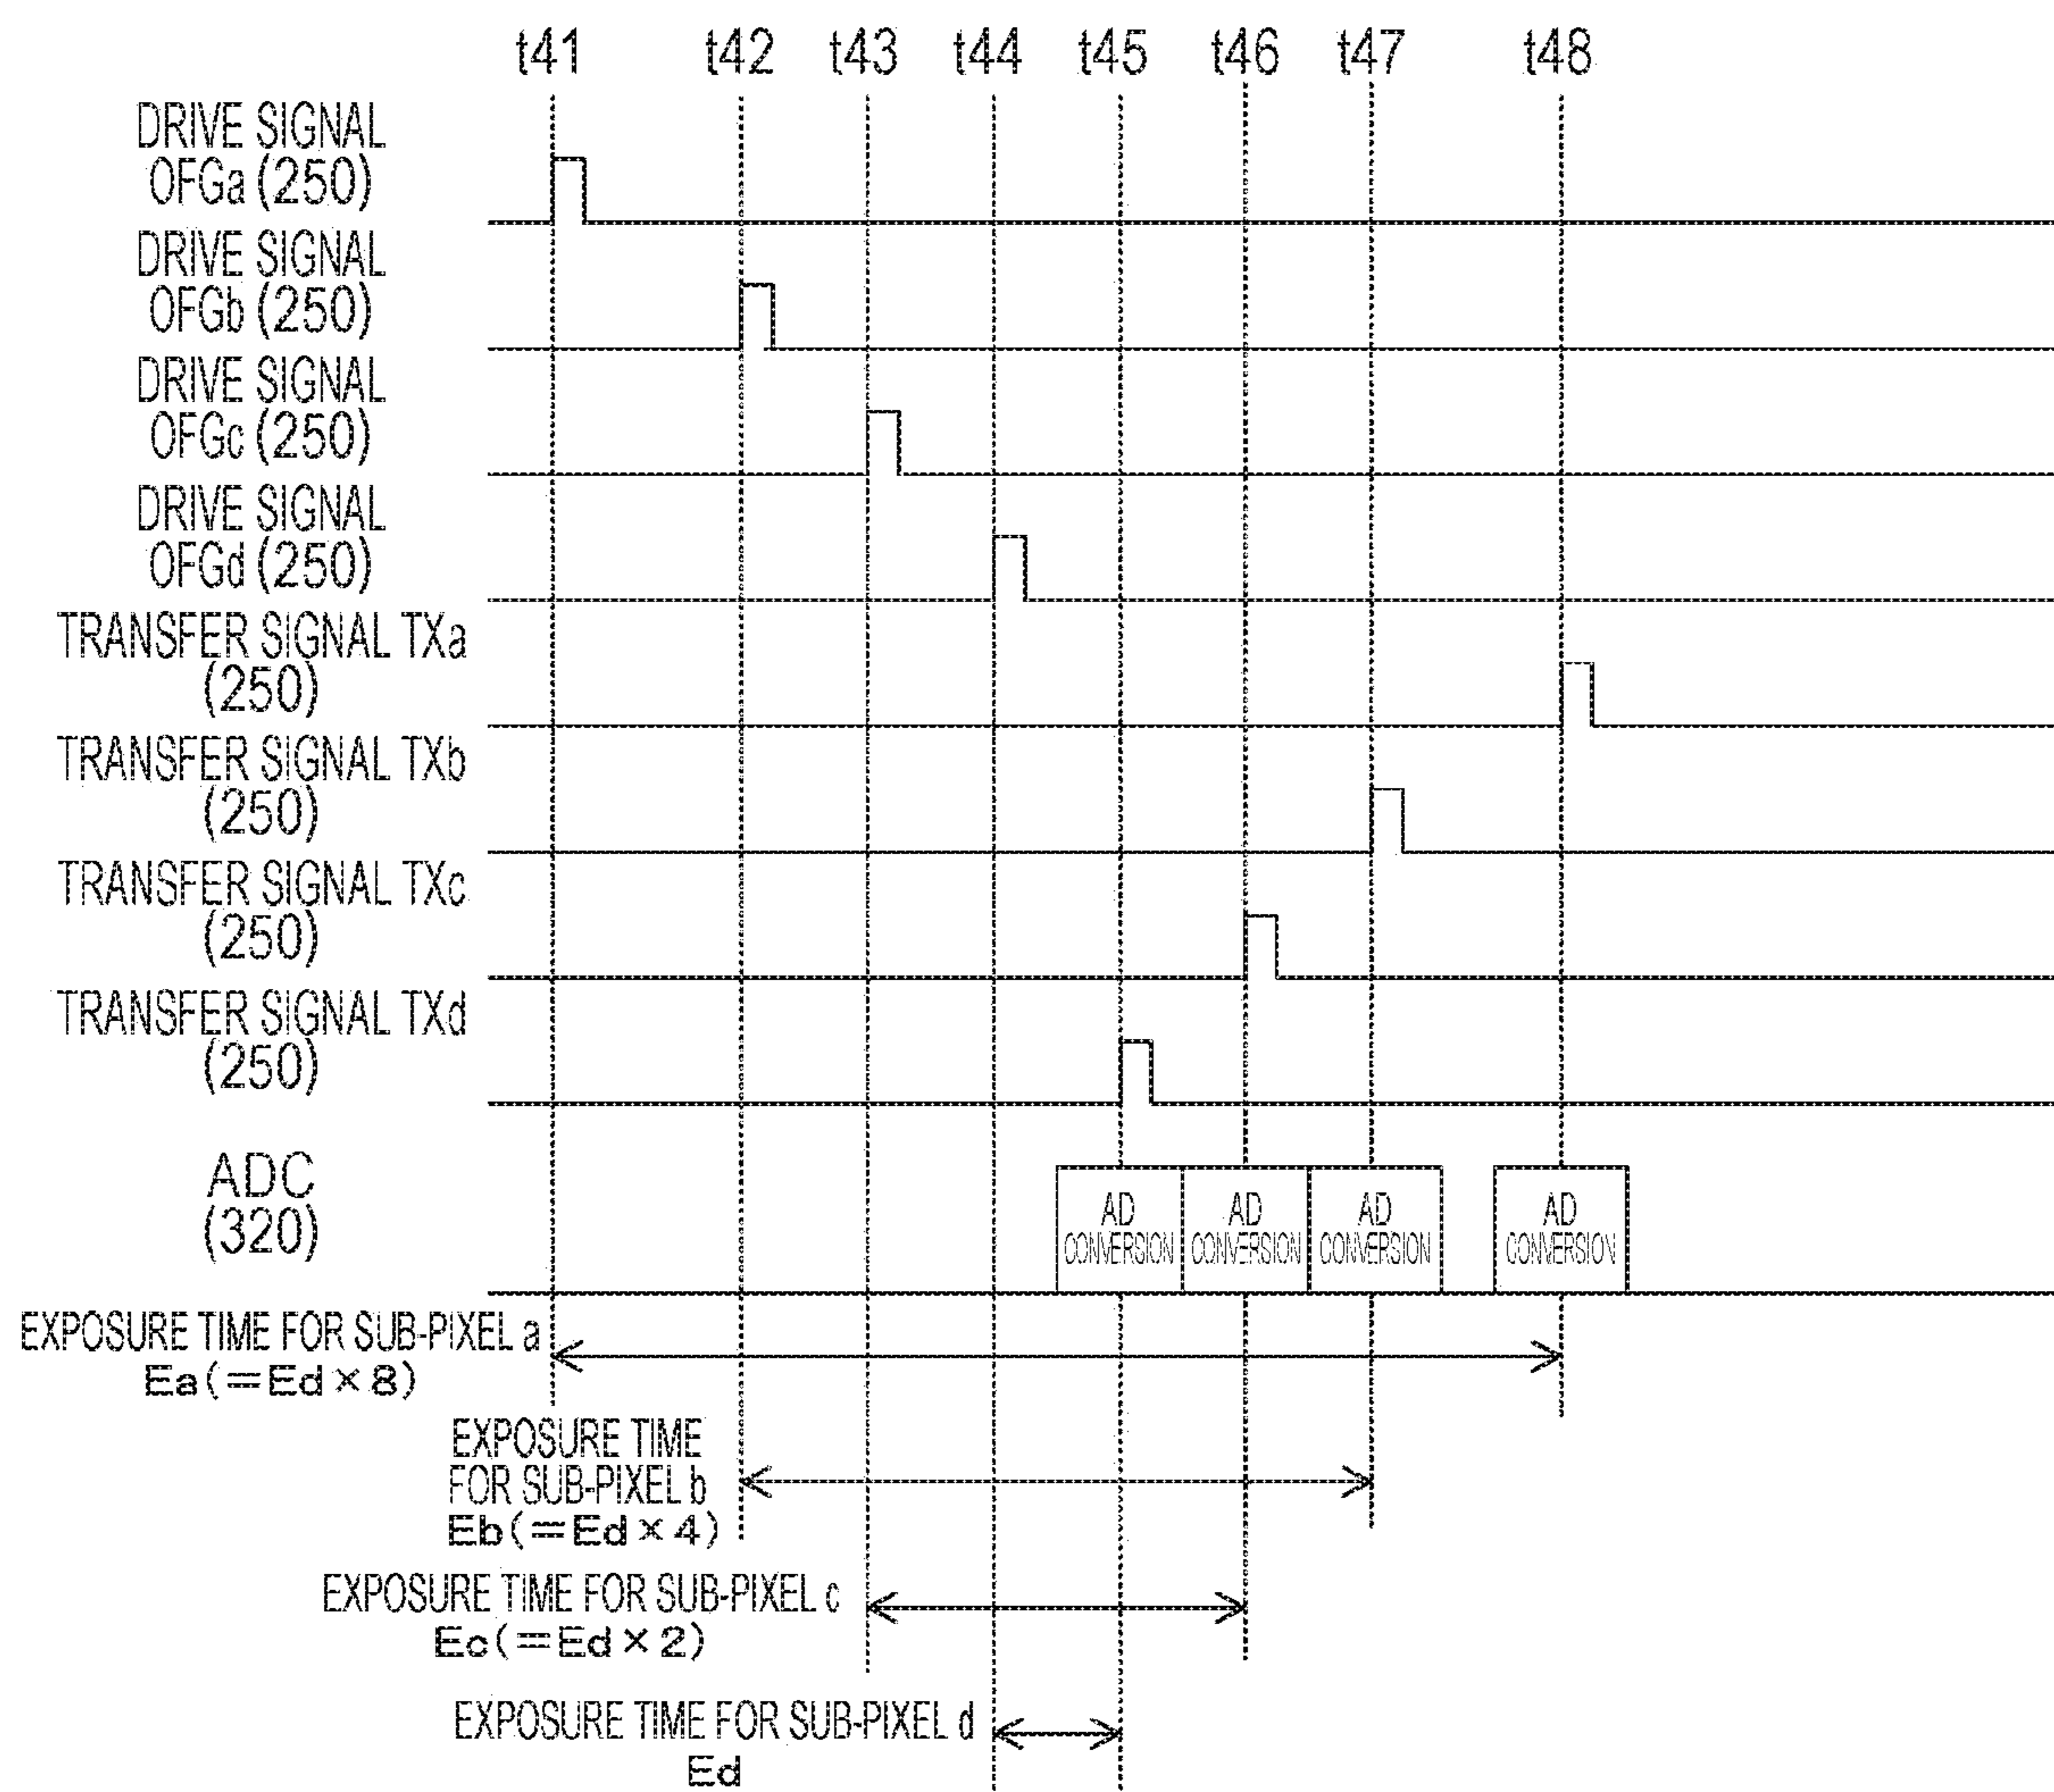 t41 t42 t43 t44 t45 t46 t47 t48
DRIVE SIGNAL
OFGa (250)
DRIVE SIGNAL
OFGb (250)
DRIVE SIGNAL
OFGc (250)
DRIVE SIGNAL
OFGd (250)
TRANSFER SIGNAL TXa
(250)
TRANSFER SIGNAL TXb
(250)
TRANSFER SIGNAL TXc
(250)
TRANSFER SIGNAL TXd
(250)
ADC
(320)
AD
CONVERSION
AD
CONVERSION
AD
CONVERSION
AD
CONVERSION
EXPOSURE TIME FOR SUB-PIXEL a
Ea(=Ed×8)
EXPOSURE TIME
FOR SUB-PIXEL b
Eb(=Ed×4)
EXPOSURE TIME FOR SUB-PIXEL c
Ec(=Ed×2)
EXPOSURE TIME FOR SUB-PIXEL d
Ed